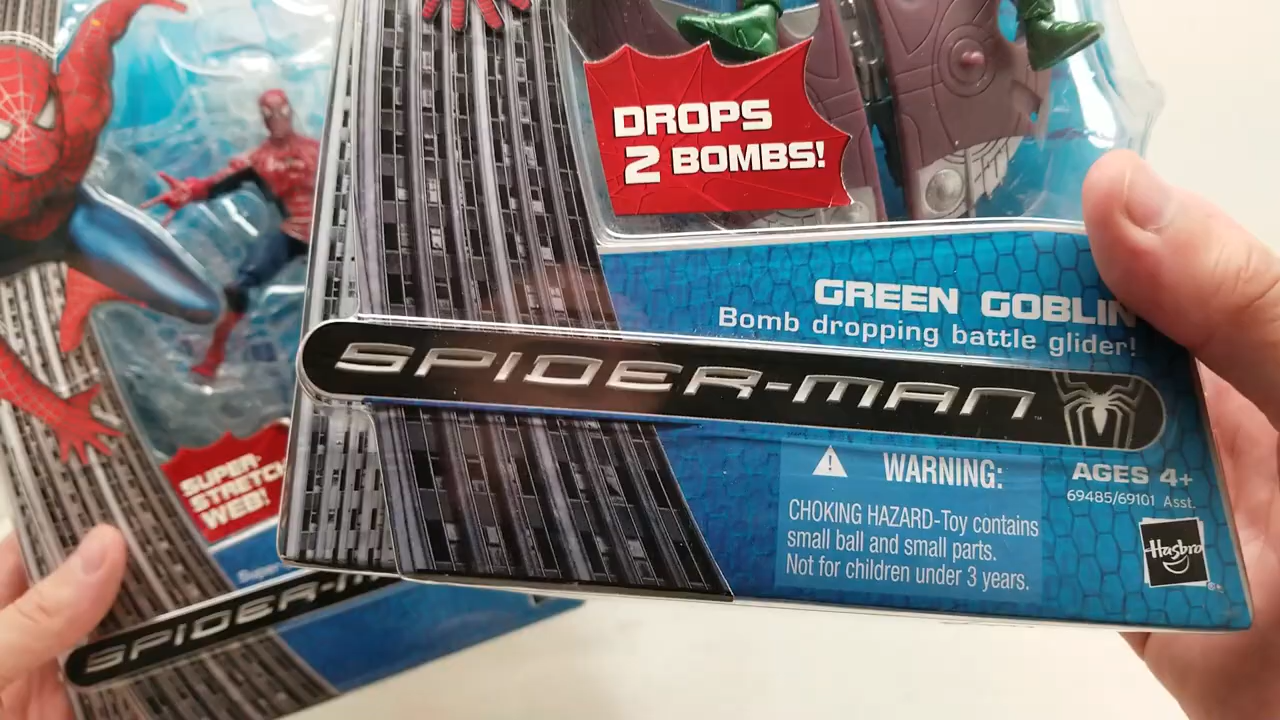 DROPS
2 BOMBS!
GREEN GOBLIN
Bomb dropping battle glider!
SPIDER-MAN
WARNING:
CHOKING HAZARD-Toy contains
small ball and small parts.
Not for children under 3 years.
AGES 4+
69485/69101 Asst.
Hasbro
SUPER-
STRETCH
WEB!
Super
SPIDER-M